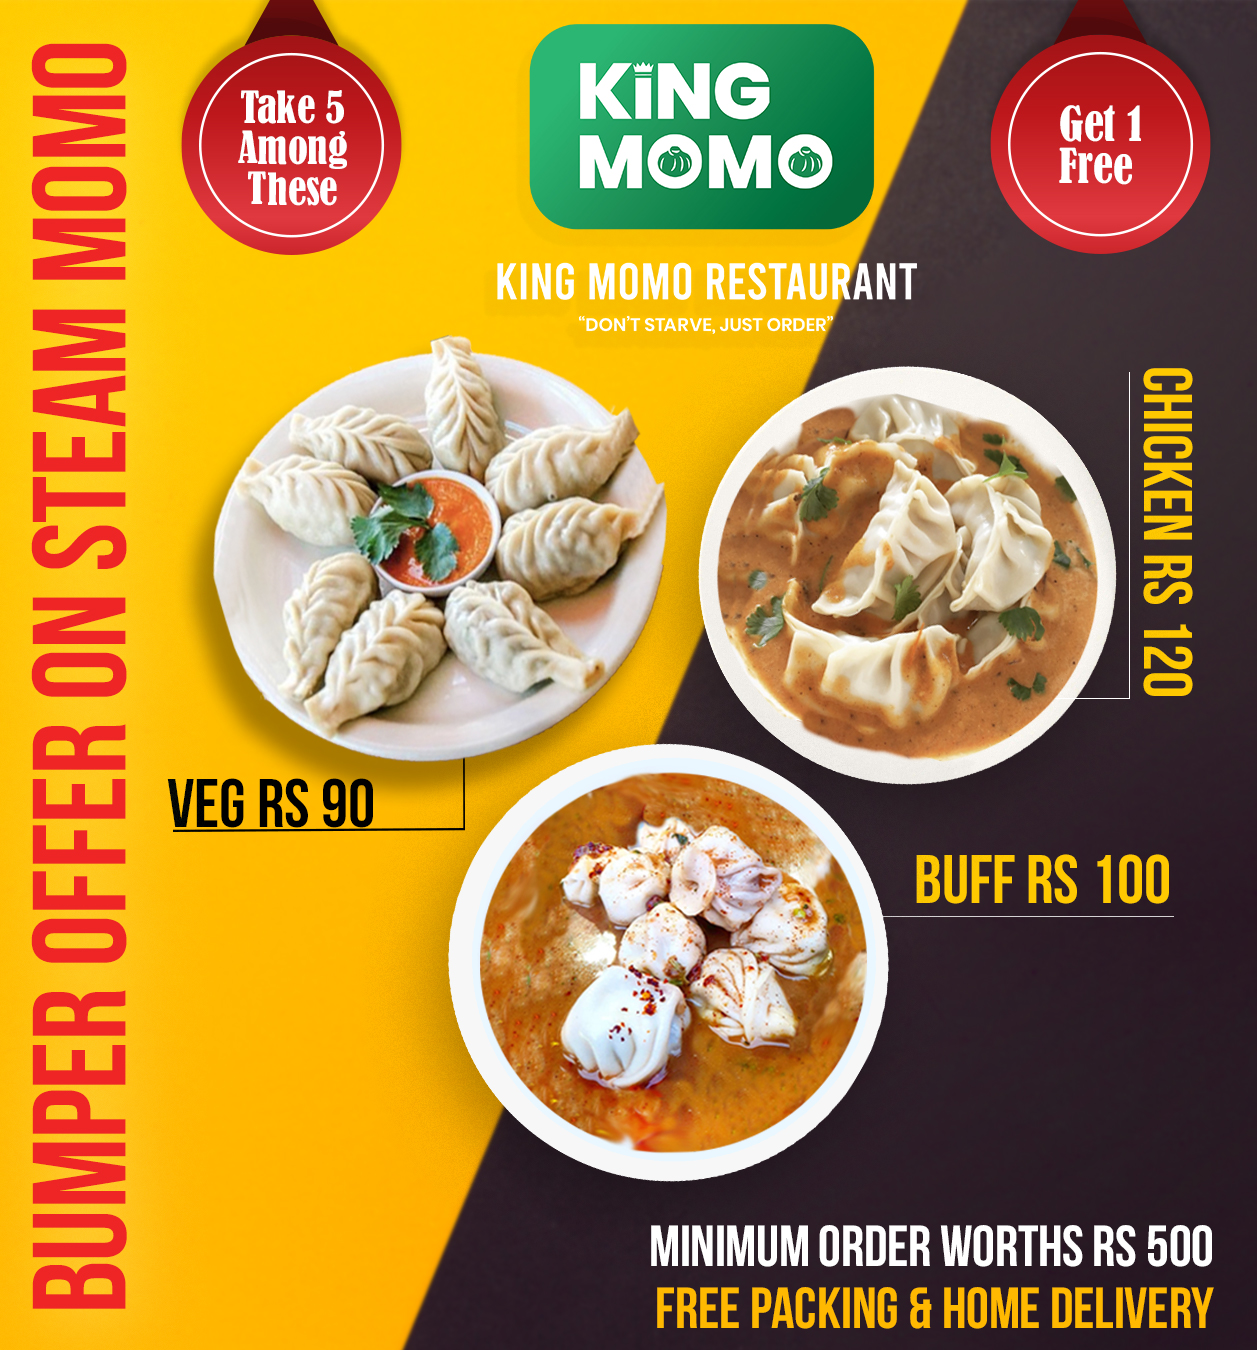 BUMPER OFFER ON STEAM MOMO
Take 5
Among
These
KING
MOMO
Get 1
Free
KING MOMO RESTAURANT
“DON'T STARVE, JUST ORDER”
CHICKEN RS 120
VEG RS 90
BUFF RS 100
MINIMUM ORDER WORTHS RS 500
FREE PACKING & HOME DELIVERY